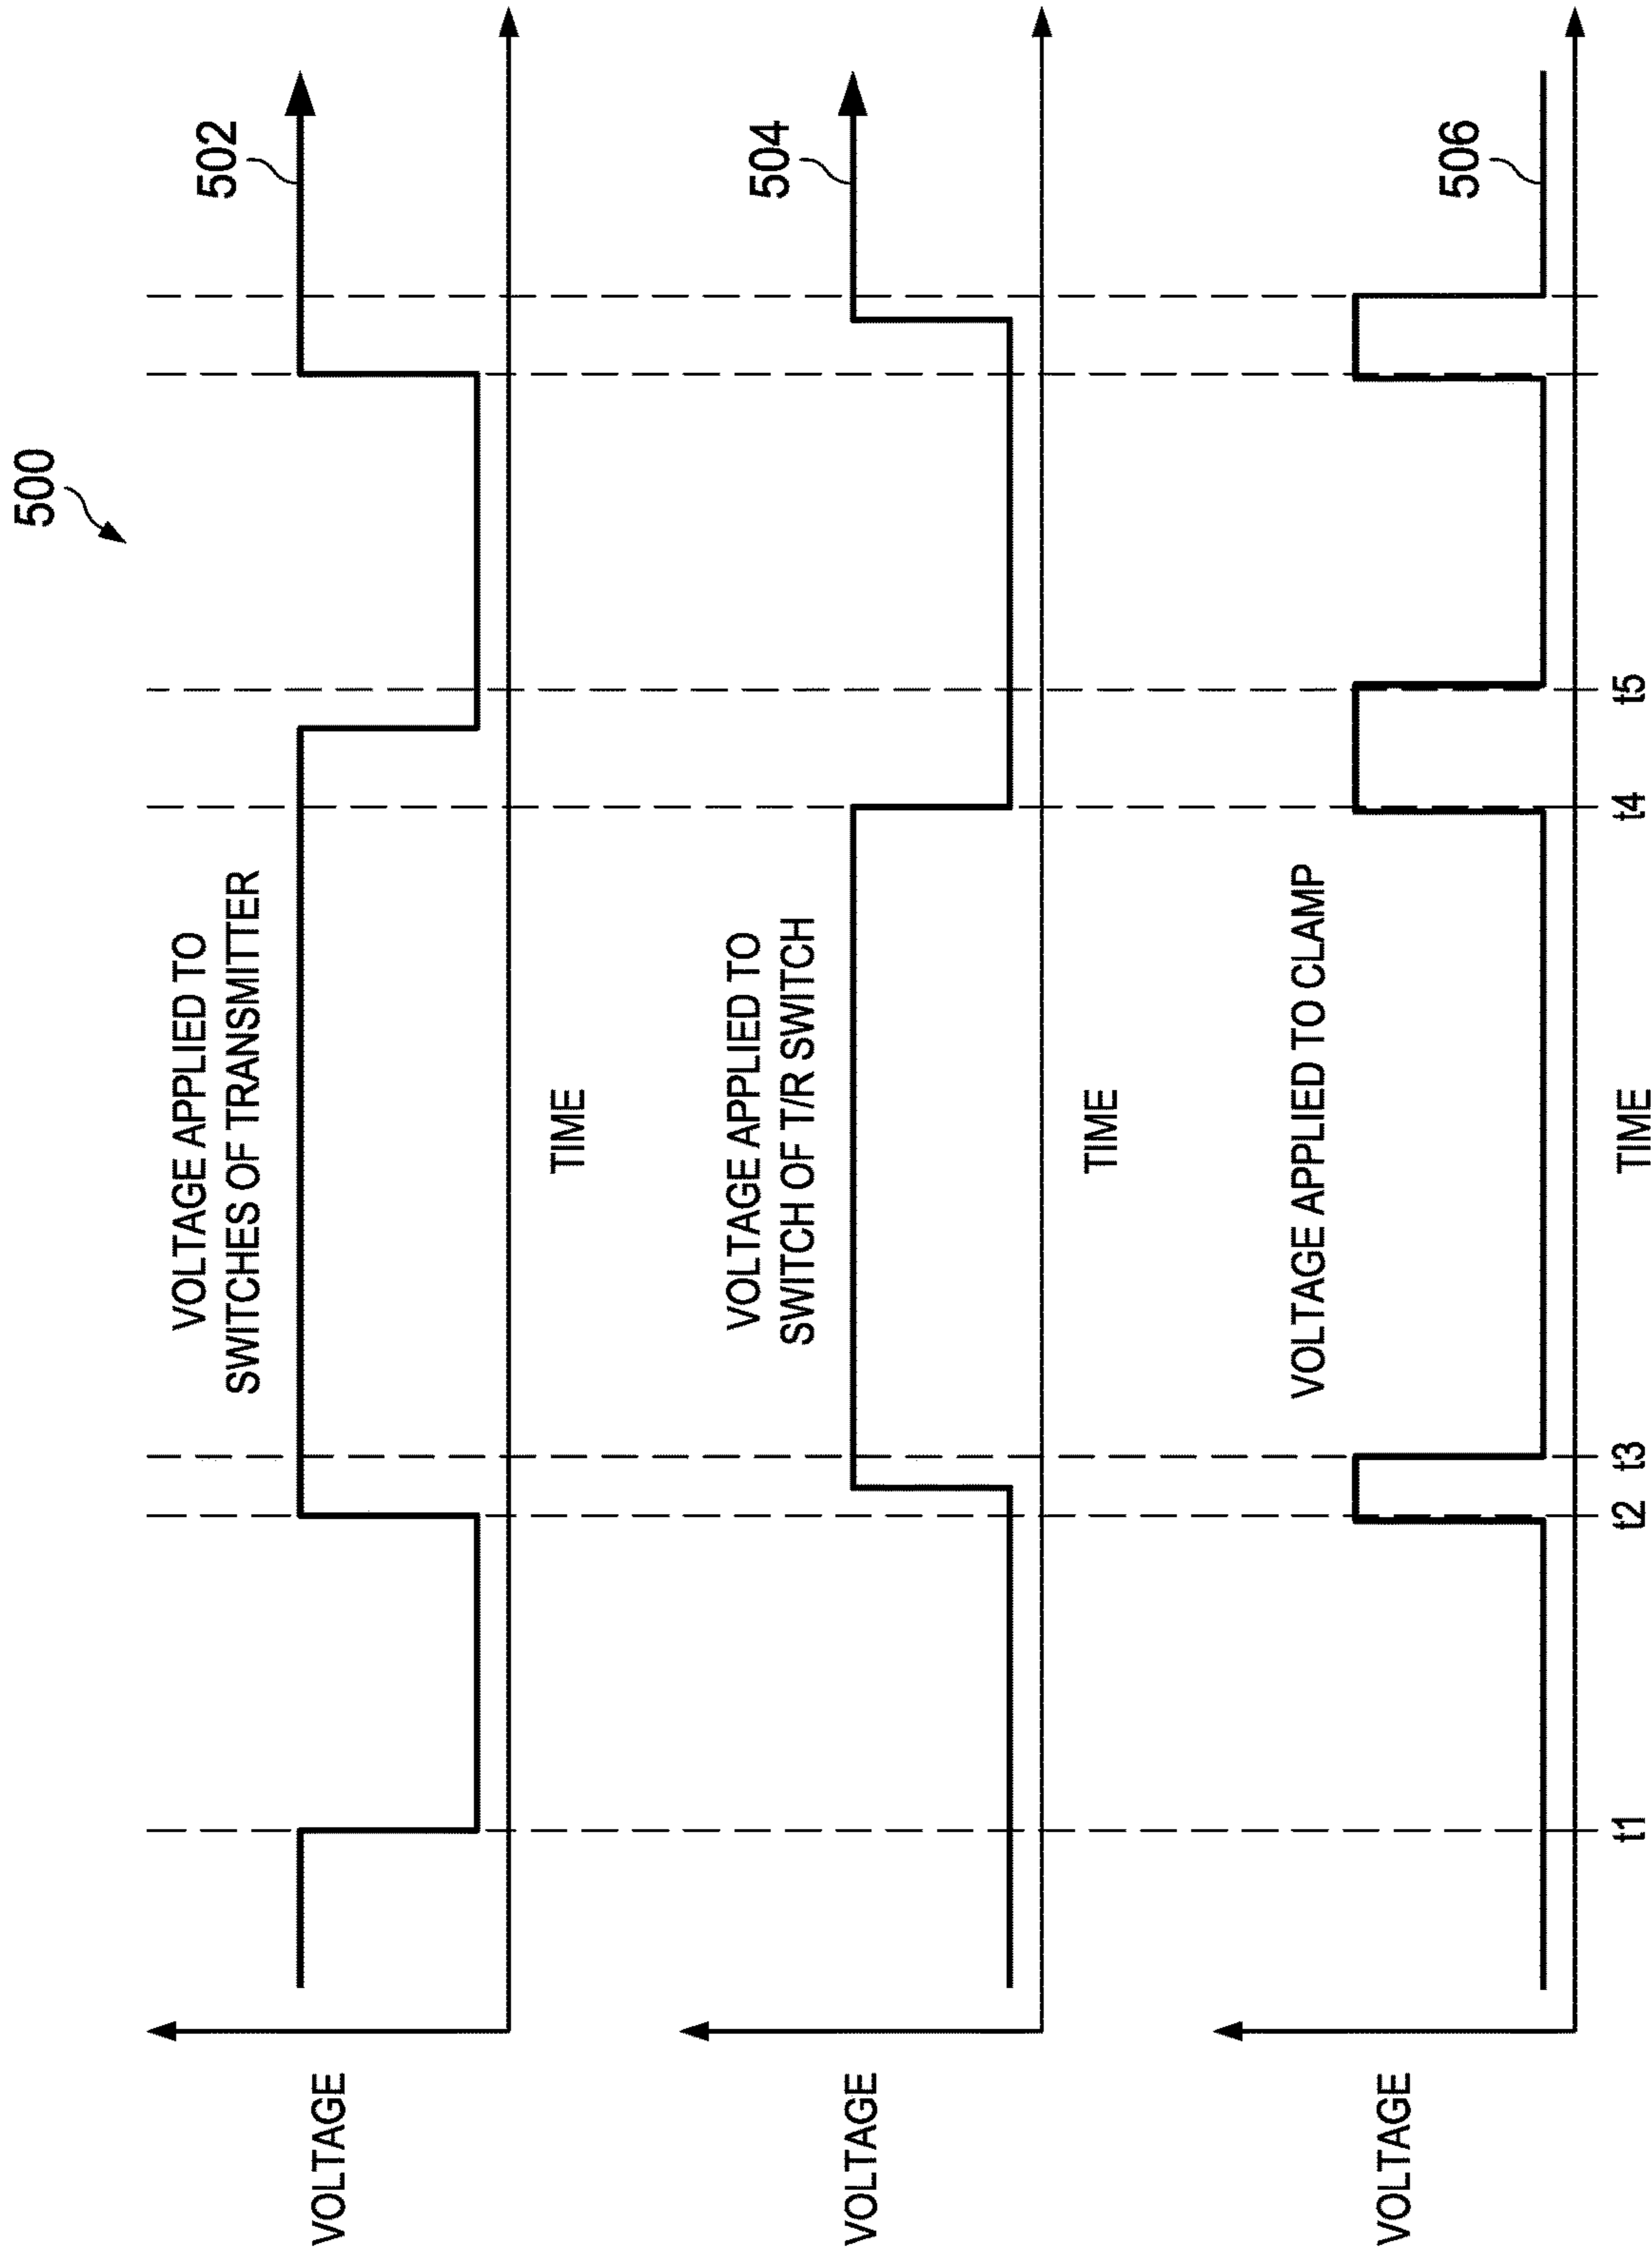 500
VOLTAGE
VOLTAGE APPLIED TO
SWITCHES OF TRANSMITTER
502
TIME
VOLTAGE
VOLTAGE APPLIED TO
SWITCH OF T/R SWITCH
504
TIME
VOLTAGE
VOLTAGE APPLIED TO CLAMP
506
t1
t2
t3
t4
t5
TIME